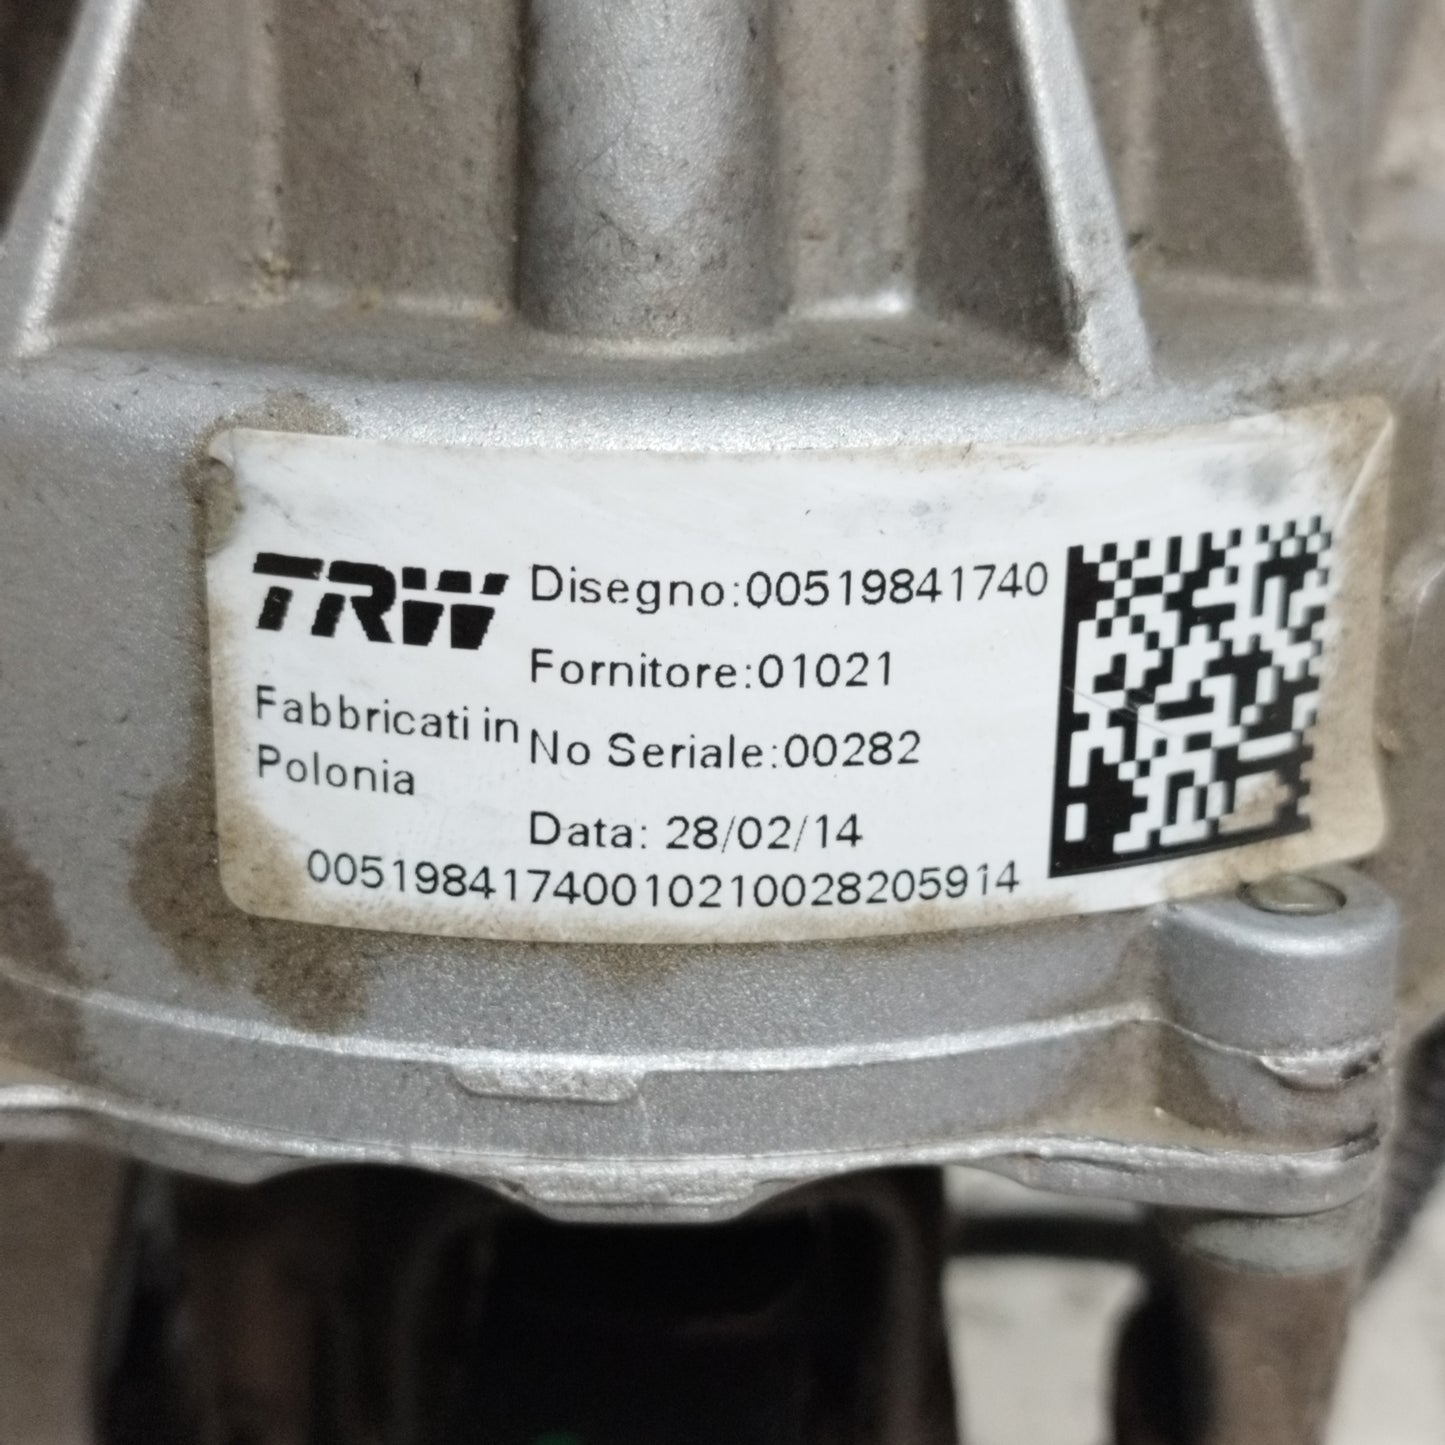 TRW
Disegno:00519841740
Fornitore:01021
Fabbricati in
Polonia
No Seriale:00282
Data: 28/02/14
00519841740010210028205914